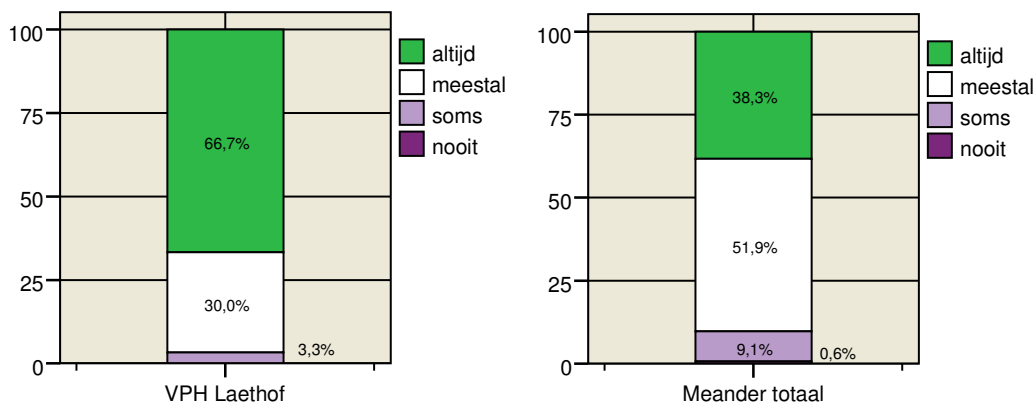 100
75
50
25
0
66,7%
30,0%
3,3%
VPH Laethof
altijd
meestal
soms
nooit
100
75
50
25
0
38,3%
51,9%
9,1%
0,6%
Meander totaal
altijd
meestal
soms
nooit